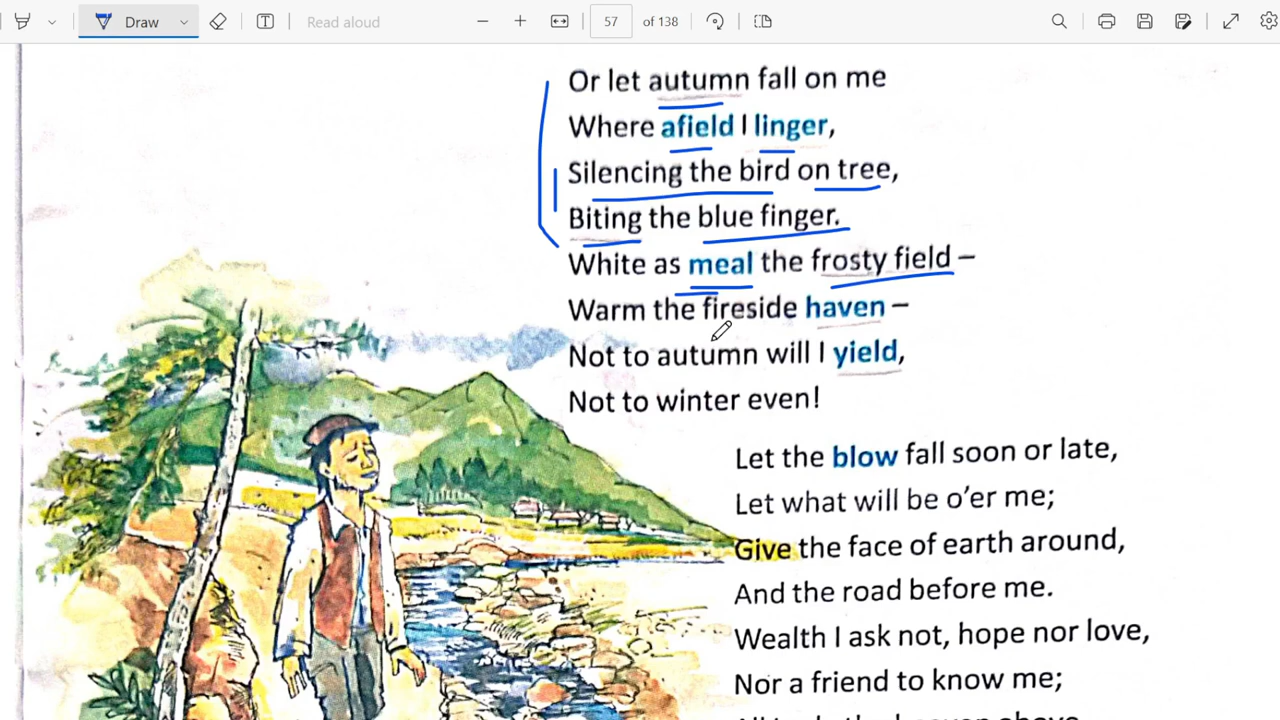 Draw
Read aloud
57 of 138
Or let autumn fall on me
Where afield I linger,
Silencing the bird on tree,
Biting the blue finger.
White as meal the frosty field –
Warm the fireside haven –
Not to autumn will I yield,
Not to winter even!
Let the blow fall soon or late,
Let what will be o’er me;
Give the face of earth around,
And the road before me.
Wealth I ask not, hope nor love,
Nor a friend to know me;